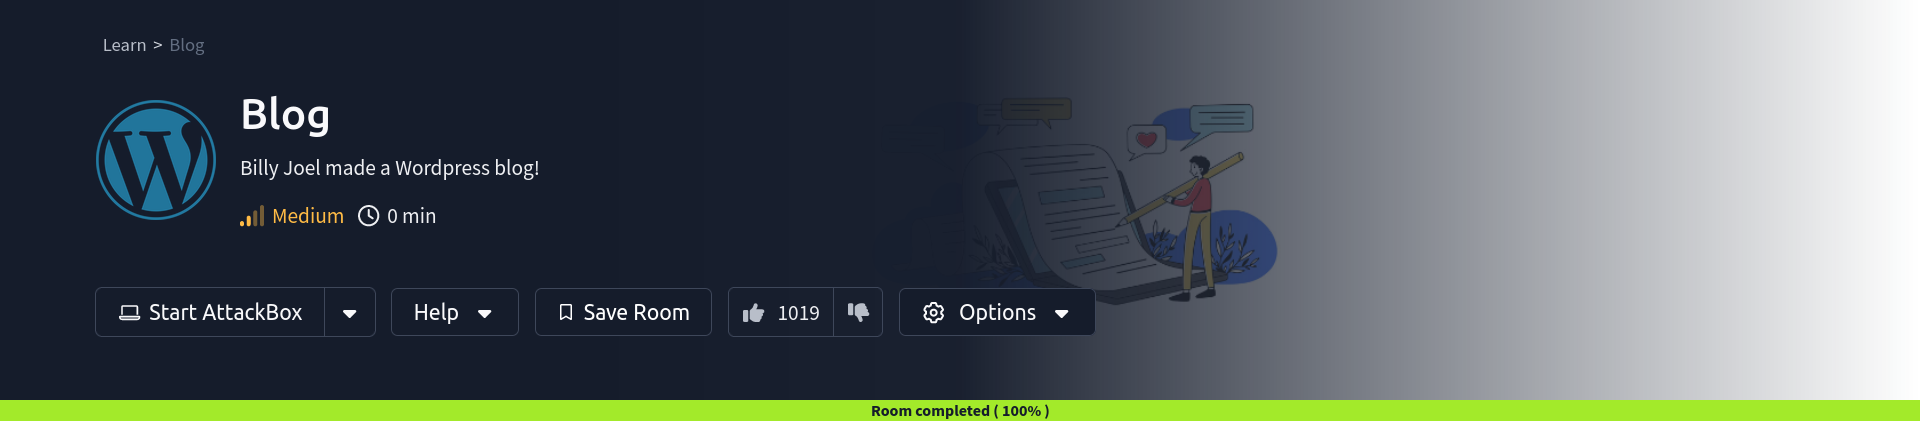 Learn > Blog
Blog
Billy Joel made a Wordpress blog!
Medium 0 min
Start AttackBox Help Save Room 1019 Options
Room completed ( 100% )